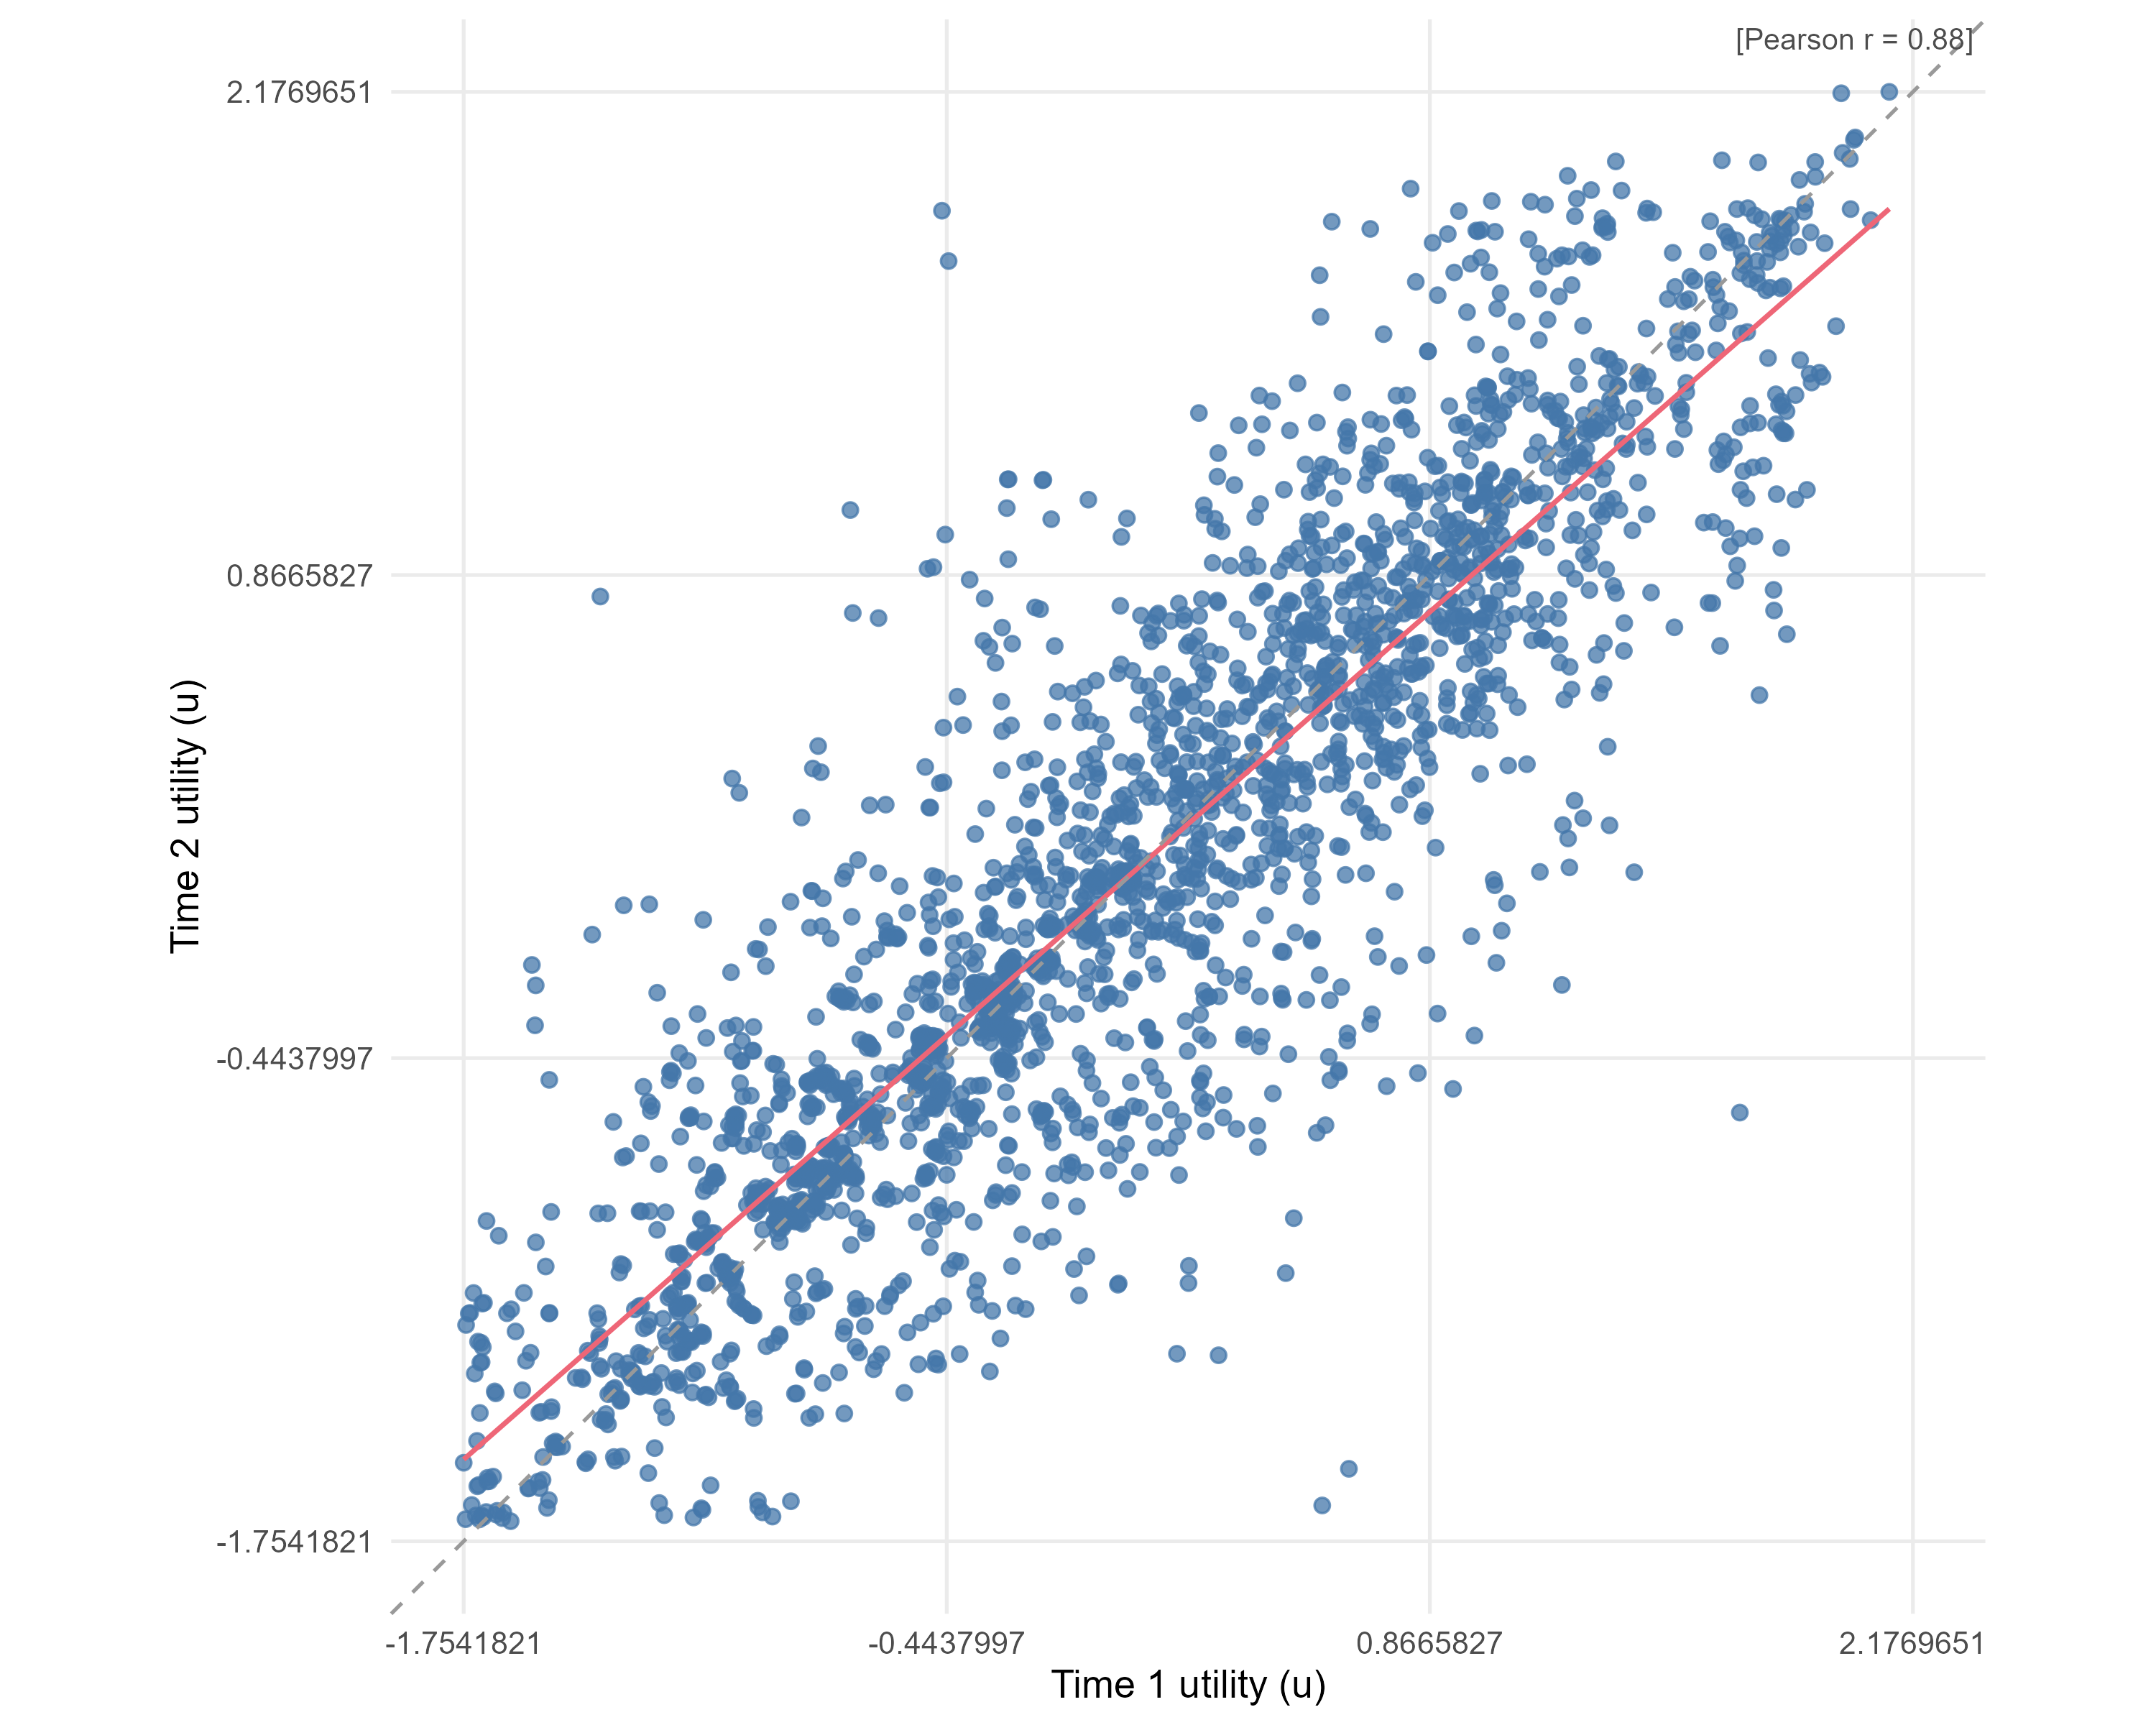 [Pearson r = 0.88]
2.1769651
0.8665827
-0.4437997
-1.7541821
Time 2 utility (u)
-1.7541821
-0.4437997
0.8665827
2.1769651
Time 1 utility (u)